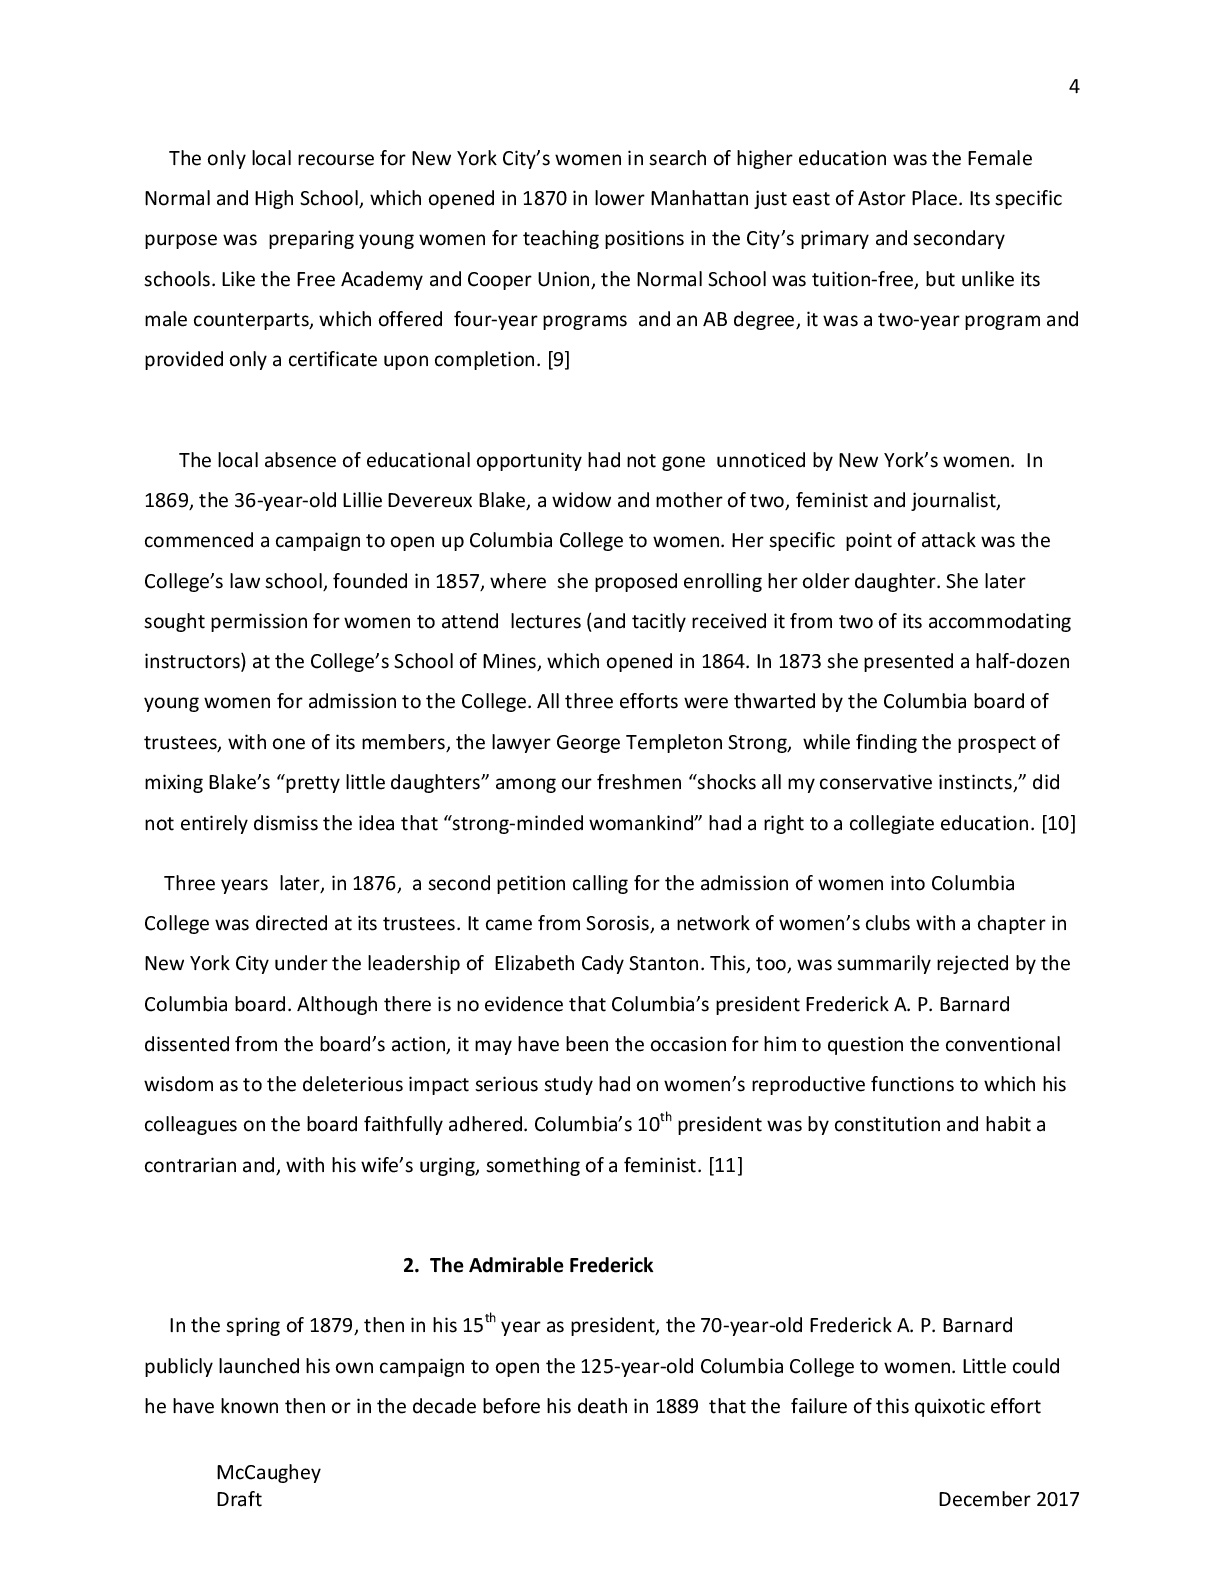 4
The only local recourse for New York City’s women in search of higher education was the Female
Normal and High School, which opened in 1870 in lower Manhattan just east of Astor Place. Its specific
purpose was  preparing young women for teaching positions in the City’s primary and secondary
schools. Like the Free Academy and Cooper Union, the Normal School was tuition-free, but unlike its
male counterparts, which offered  four-year programs  and an AB degree, it was a two-year program and
provided only a certificate upon completion. [9]
The local absence of educational opportunity had not gone  unnoticed by New York’s women.  In
1869, the 36-year-old Lillie Devereux Blake, a widow and mother of two, feminist and journalist,
commenced a campaign to open up Columbia College to women. Her specific  point of attack was the
College’s law school, founded in 1857, where  she proposed enrolling her older daughter. She later
sought permission for women to attend  lectures (and tacitly received it from two of its accommodating
instructors) at the College’s School of Mines, which opened in 1864. In 1873 she presented a half-dozen
young women for admission to the College. All three efforts were thwarted by the Columbia board of
trustees, with one of its members, the lawyer George Templeton Strong,  while finding the prospect of
mixing Blake’s “pretty little daughters” among our freshmen “shocks all my conservative instincts,” did
not entirely dismiss the idea that “strong-minded womankind” had a right to a collegiate education. [10]
Three years  later, in 1876,  a second petition calling for the admission of women into Columbia
College was directed at its trustees. It came from Sorosis, a network of women’s clubs with a chapter in
New York City under the leadership of  Elizabeth Cady Stanton. This, too, was summarily rejected by the
Columbia board. Although there is no evidence that Columbia’s president Frederick A. P. Barnard
dissented from the board’s action, it may have been the occasion for him to question the conventional
wisdom as to the deleterious impact serious study had on women’s reproductive functions to which his
colleagues on the board faithfully adhered. Columbia’s 10th president was by constitution and habit a
contrarian and, with his wife’s urging, something of a feminist. [11]
2.  The Admirable Frederick
In the spring of 1879, then in his 15th year as president, the 70-year-old Frederick A. P. Barnard
publicly launched his own campaign to open the 125-year-old Columbia College to women. Little could
he have known then or in the decade before his death in 1889  that the  failure of this quixotic effort
McCaughey
Draft December 2017